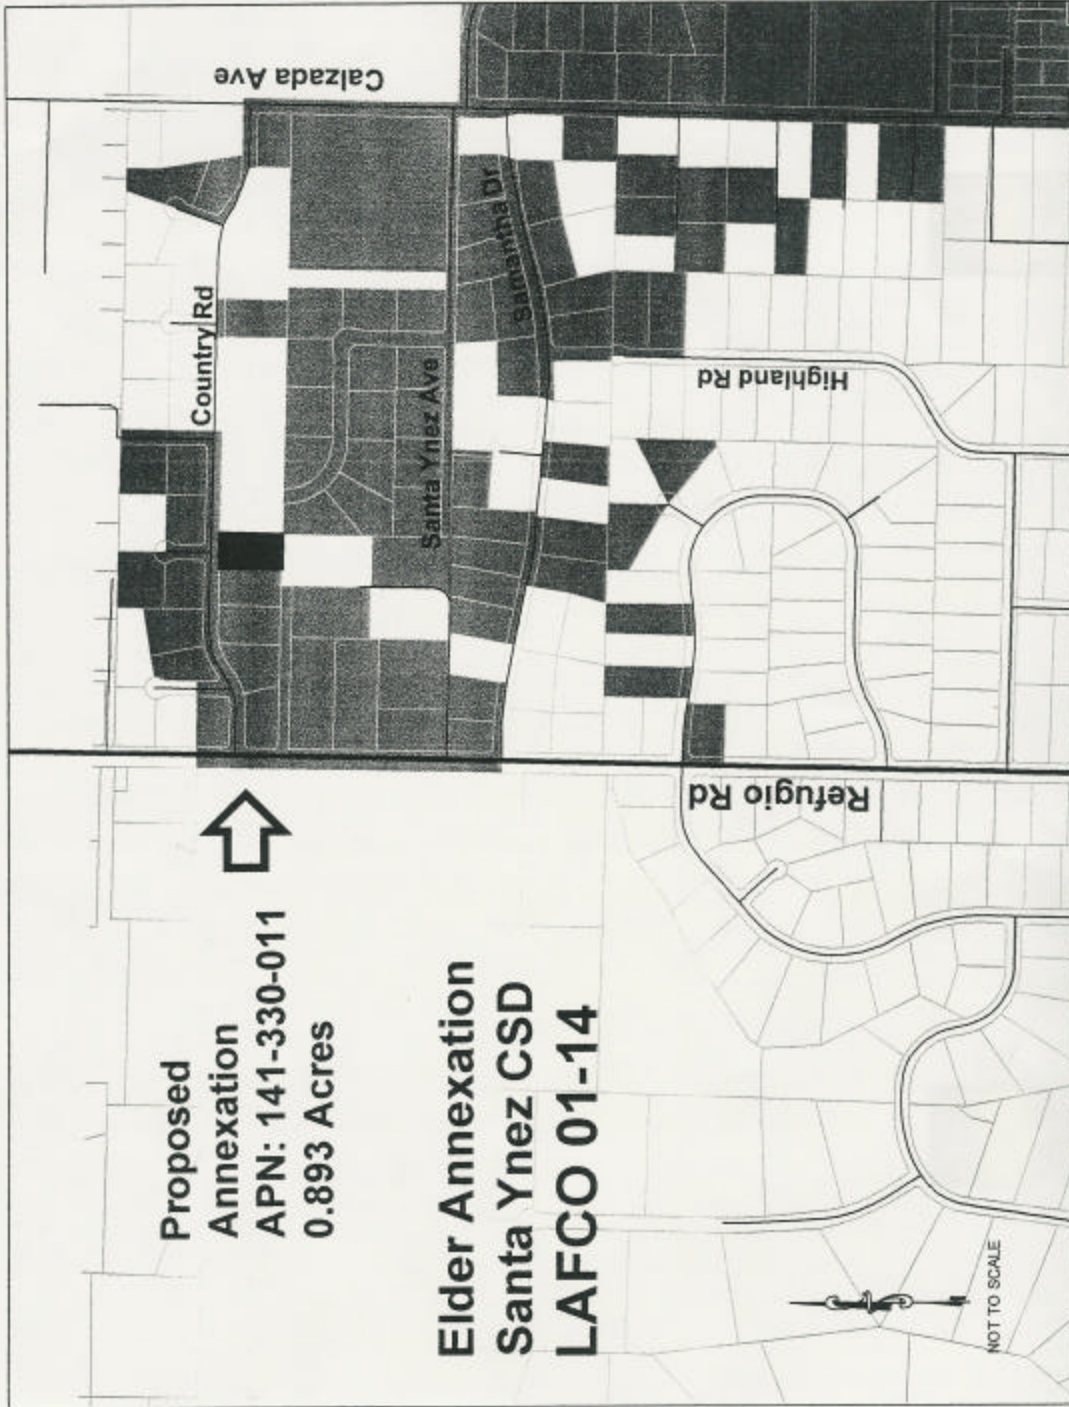 Calzada Ave
Country Rd
Santa Ynez Ave
Samantha Dr
Highland Rd
Refugio Rd
Proposed
Annexation
APN: 141-330-011
0.893 Acres
Elder Annexation
Santa Ynez CSD
LAFCO 01-14
NOT TO SCALE